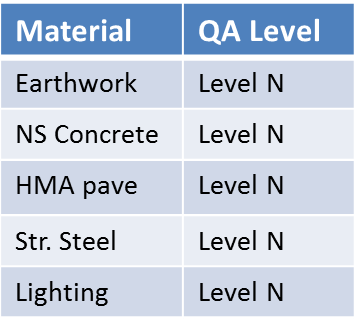 Material QA Level
Earthwork Level N
NS Concrete Level N
HMA pave Level N
Str. Steel Level N
Lighting Level N